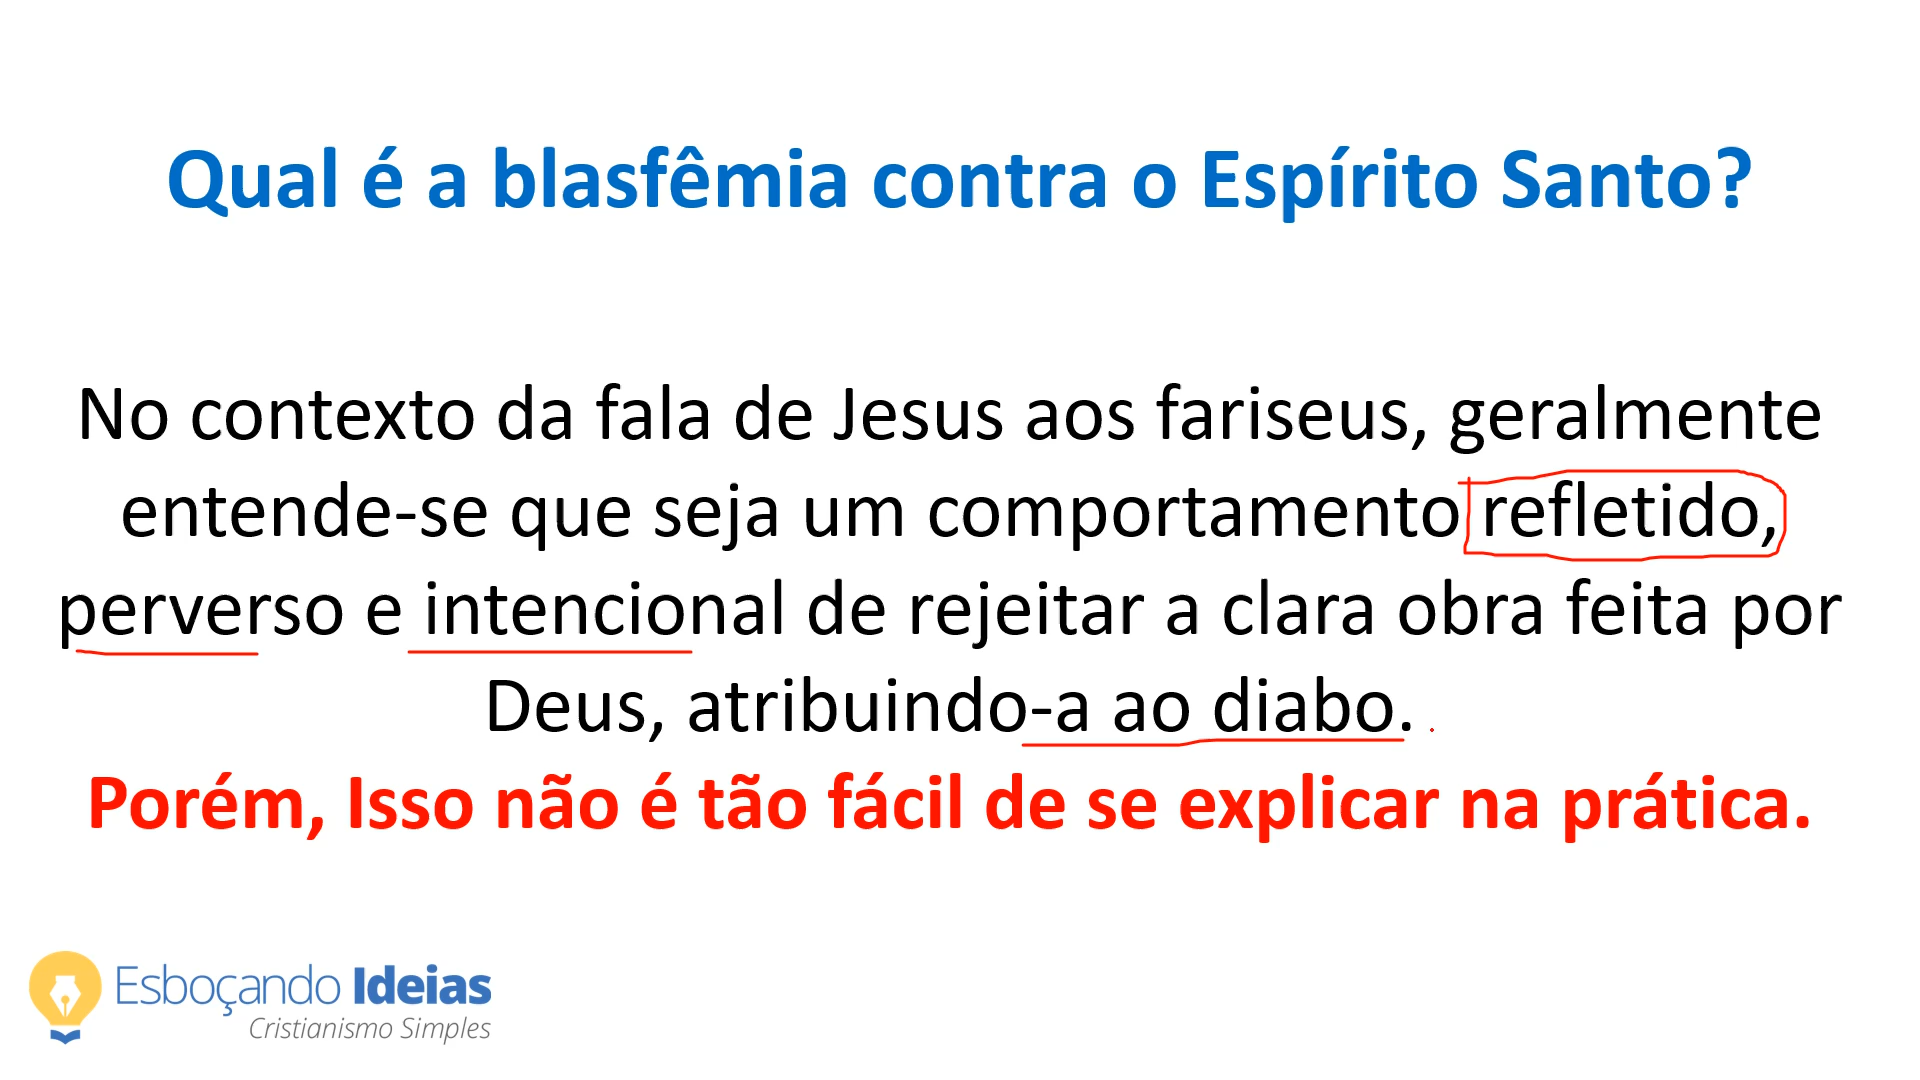 Qual é a blasfêmia contra o Espírito Santo?
No contexto da fala de Jesus aos fariseus, geralmente
entende-se que seja um comportamento refletido,
perverso e intencional de rejeitar a clara obra feita por
Deus, atribuindo-a ao diabo.
Porém, Isso não é tão fácil de se explicar na prática.
Esboçando Ideias
Cristianismo Simples